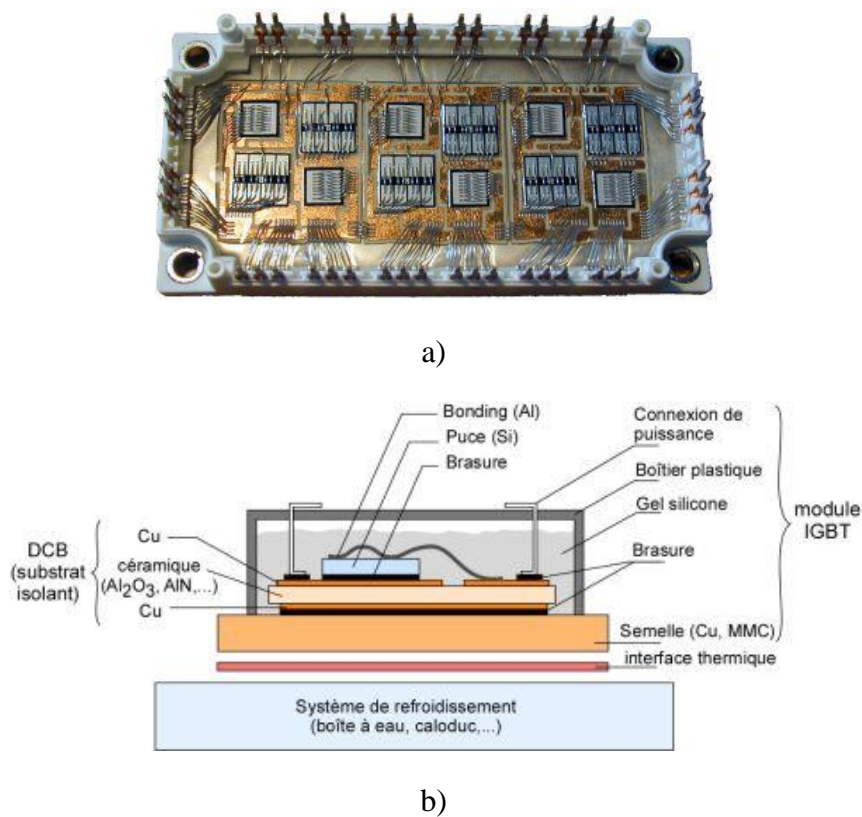 a)
Bonding (Al)
Puce (Si)
Brasure
Connexion de
puissance
Boîtier plastique
Gel silicone
module
IGBT
DCB
(substrat
isolant)
Cu
céramique
(Al₂O₃, AlN,...)
Cu
Brasure
Semelle (Cu, MMC)
interface thermique
Système de refroidissement
(boîte à eau, caloduc,...)
b)